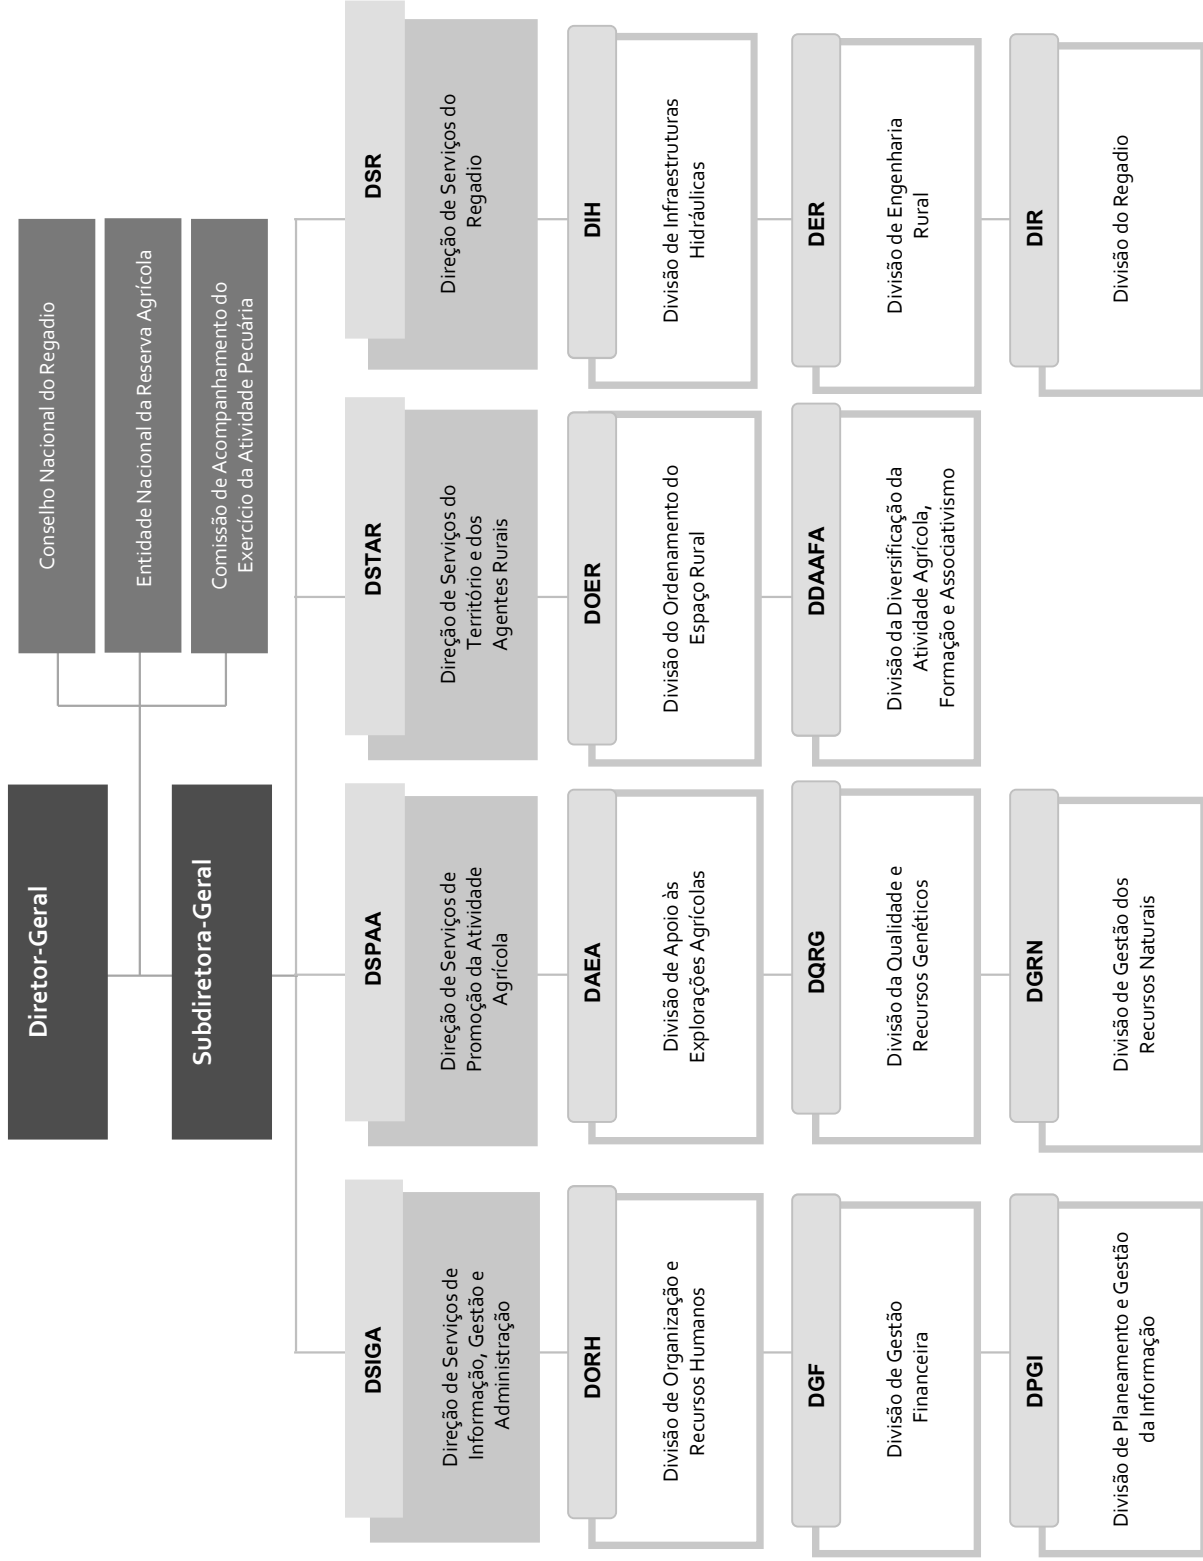 Diretor-Geral
Subdiretora-Geral
Conselho Nacional do Regadio
Entidade Nacional da Reserva Agrícola
Comissão de Acompanhamento do
Exercício da Atividade Pecuária
DSIGA
Direção de Serviços de
Informação, Gestão e
Administração
DORH
Divisão de Organização e
Recursos Humanos
DGF
Divisão de Gestão
Financeira
DPGI
Divisão de Planeamento e Gestão
da Informação
DSPAA
Direção de Serviços de
Promoção da Atividade
Agrícola
DAEA
Divisão de Apoio às
Explorações Agrícolas
DQRG
Divisão da Qualidade e
Recursos Genéticos
DGRN
Divisão de Gestão dos
Recursos Naturais
DSTAR
Direção de Serviços do
Território e dos
Agentes Rurais
DOER
Divisão do Ordenamento do
Espaço Rural
DDAAFA
Divisão da Diversificação da
Atividade Agrícola,
Formação e Associativismo
DSR
Direção de Serviços do
Regadio
DIH
Divisão de Infraestruturas
Hidráulicas
DER
Divisão de Engenharia
Rural
DIR
Divisão do Regadio